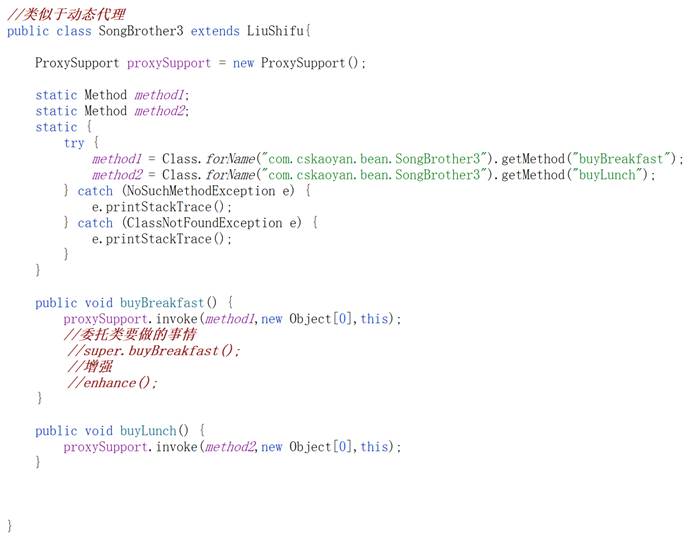 //类似于动态代理
public class SongBrother3 extends LiuShifu{
ProxySupport proxySupport = new ProxySupport();
static Method method1;
static Method method2;
static {
try {
method1 = Class.forName("com.cskaoyan.bean.SongBrother3").getMethod("buyBreakfast");
method2 = Class.forName("com.cskaoyan.bean.SongBrother3").getMethod("buyLunch");
} catch (NoSuchMethodException e) {
e.printStackTrace();
} catch (ClassNotFoundException e) {
e.printStackTrace();
}
}
public void buyBreakfast() {
proxySupport.invoke(method1,new Object[0],this);
//委托类要做的事情
//super.buyBreakfast();
//增强
//enhance();
}
public void buyLunch() {
proxySupport.invoke(method2,new Object[0],this);
}
}